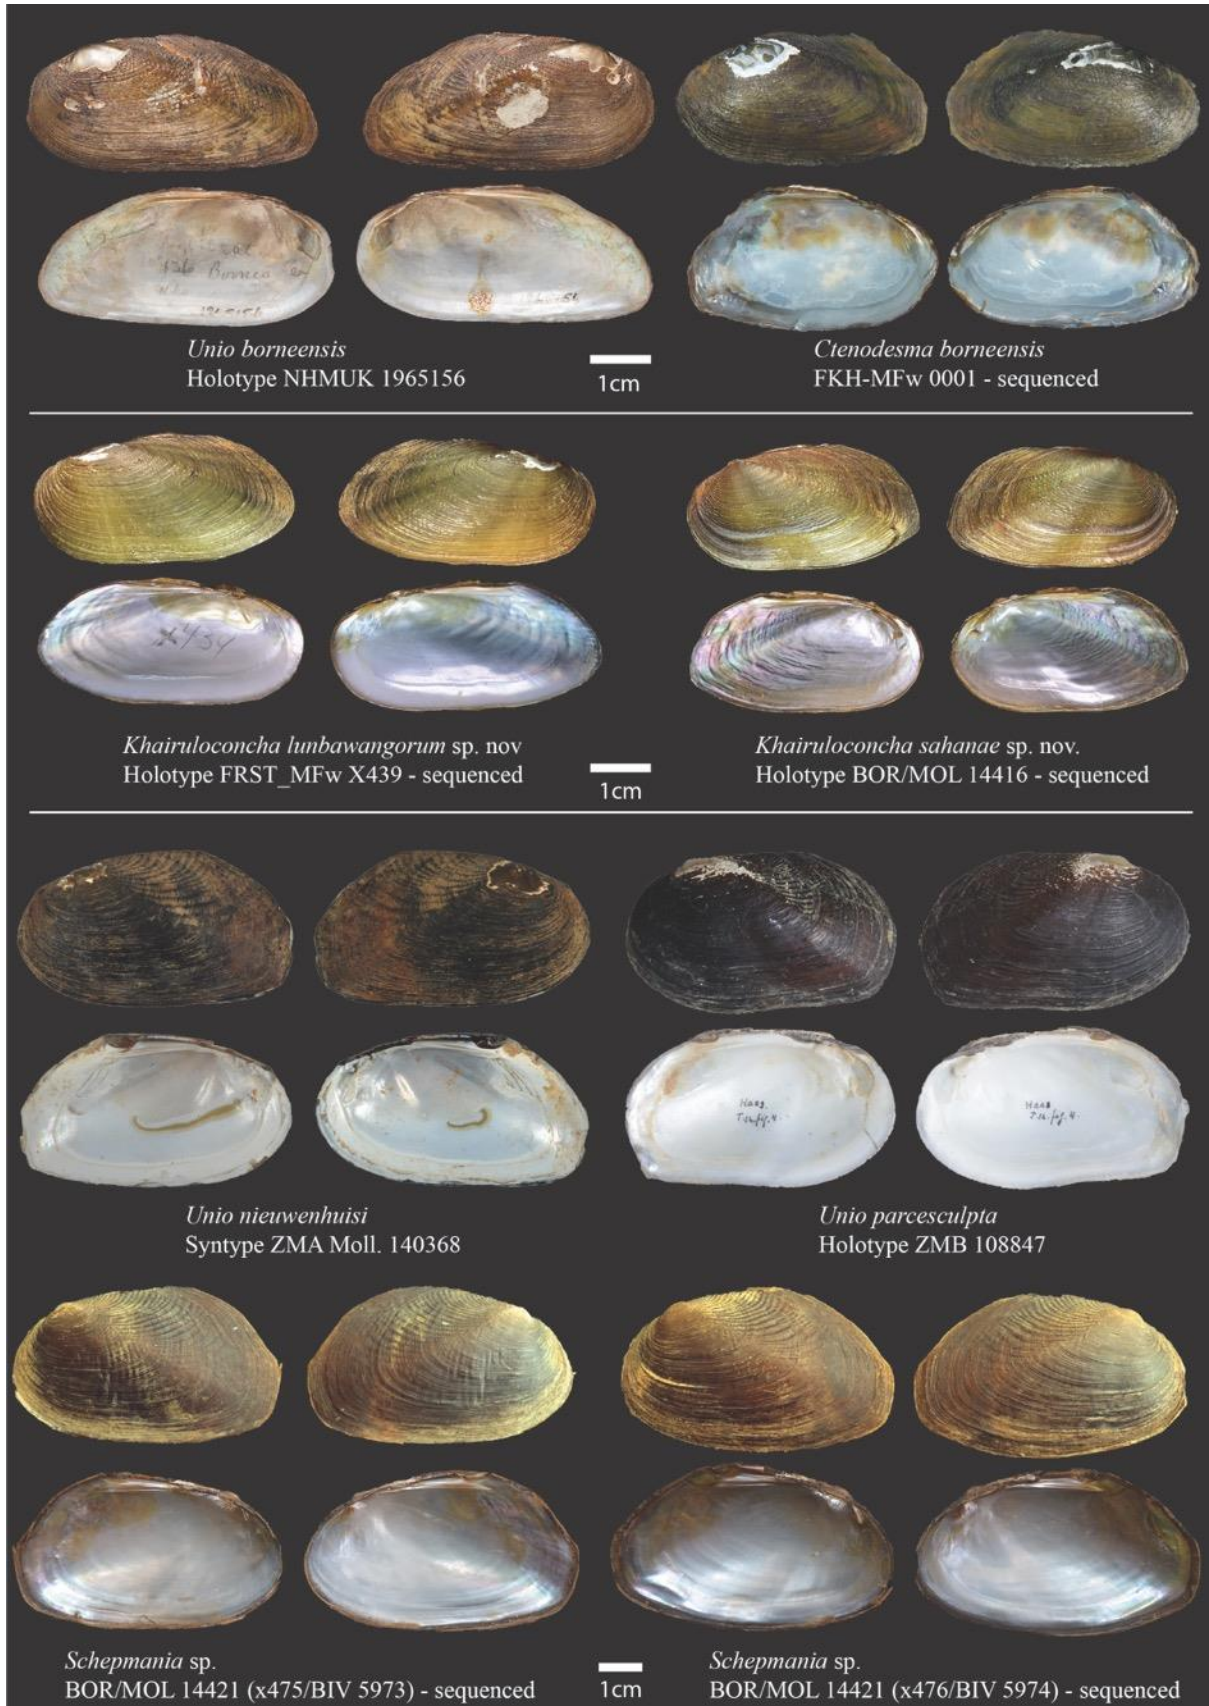 Unio borneensis
Holotype NHMUK 1965156
1cm
Ctenodesma borneensis
FKH-MFw 0001 - sequenced
X439
Khairuloconcha lunbawangorum sp. nov
Holotype FRST_MFw X439 - sequenced
1cm
Khairuloconcha sahanae sp. nov.
Holotype BOR/MOL 14416 - sequenced
Haas.
Haas
Unio nieuwenhuisi
Syntype ZMA Moll. 140368
Unio parcesculpta
Holotype ZMB 108847
Schepmania sp.
BOR/MOL 14421 (x475/BIV 5973) - sequenced
1cm
Schepmania sp.
BOR/MOL 14421 (x476/BIV 5974) - sequenced